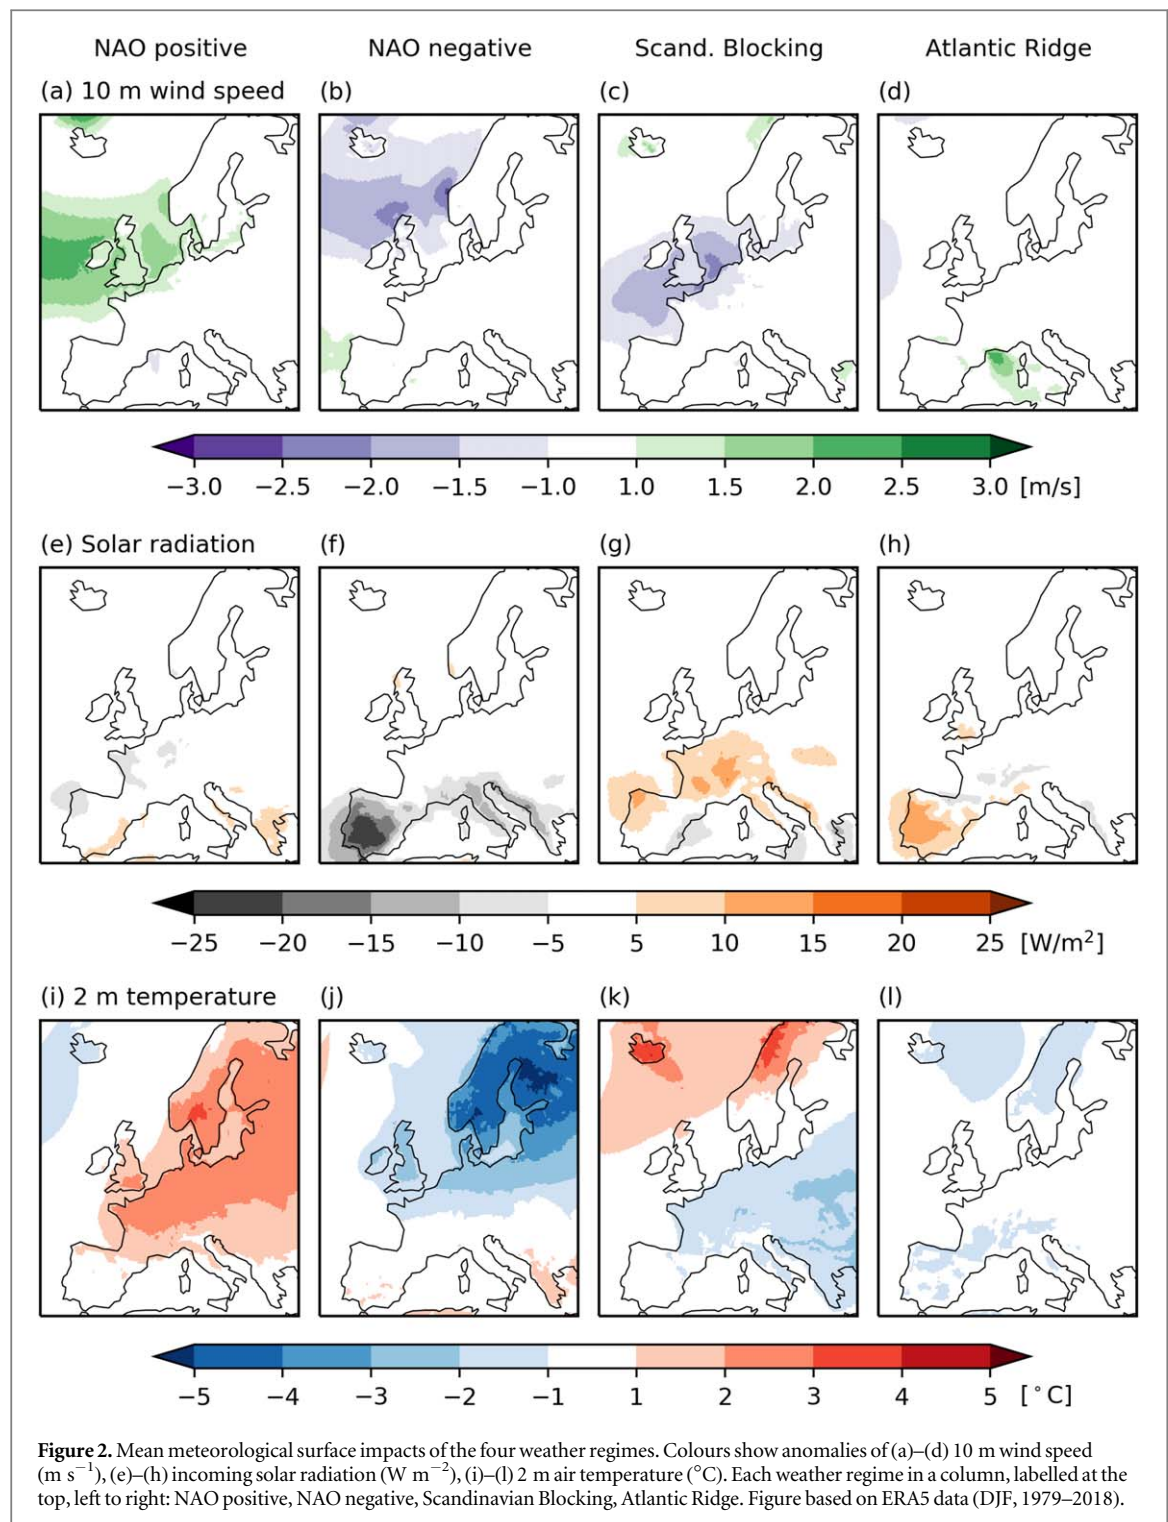 NAO positive NAO negative Scand. Blocking Atlantic Ridge
(a) 10 m wind speed (b) (c) (d)
−3.0 −2.5 −2.0 −1.5 −1.0 1.0 1.5 2.0 2.5 3.0 [m/s]
(e) Solar radiation (f) (g) (h)
−25 −20 −15 −10 −5 5 10 15 20 25 [W/m²]
(i) 2 m temperature (j) (k) (l)
−5 −4 −3 −2 −1 1 2 3 4 5 [°C]
Figure 2. Mean meteorological surface impacts of the four weather regimes. Colours show anomalies of (a)–(d) 10 m wind speed
(m s⁻¹), (e)–(h) incoming solar radiation (W m⁻²), (i)–(l) 2 m air temperature (°C). Each weather regime in a column, labelled at the
top, left to right: NAO positive, NAO negative, Scandinavian Blocking, Atlantic Ridge. Figure based on ERA5 data (DJF, 1979–2018).